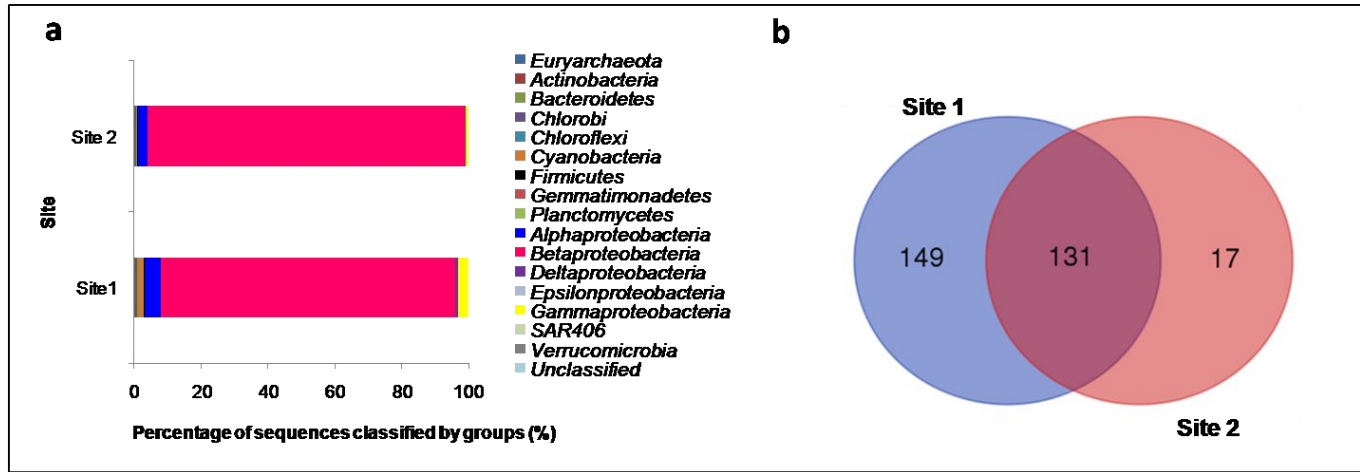 a
Site
Site 2
Site1
0 20 40 60 80 100
Percentage of sequences classified by groups (%)
Euryarchaeota
Actinobacteria
Bacteroidetes
Chlorobi
Chloroflexi
Cyanobacteria
Firmicutes
Gemmatimonadetes
Planctomycetes
Alphaproteobacteria
Betaproteobacteria
Deltaproteobacteria
Epsilonproteobacteria
Gammaproteobacteria
SAR406
Verrucomicrobia
Unclassified
b
Site 1
149 131 17
Site 2